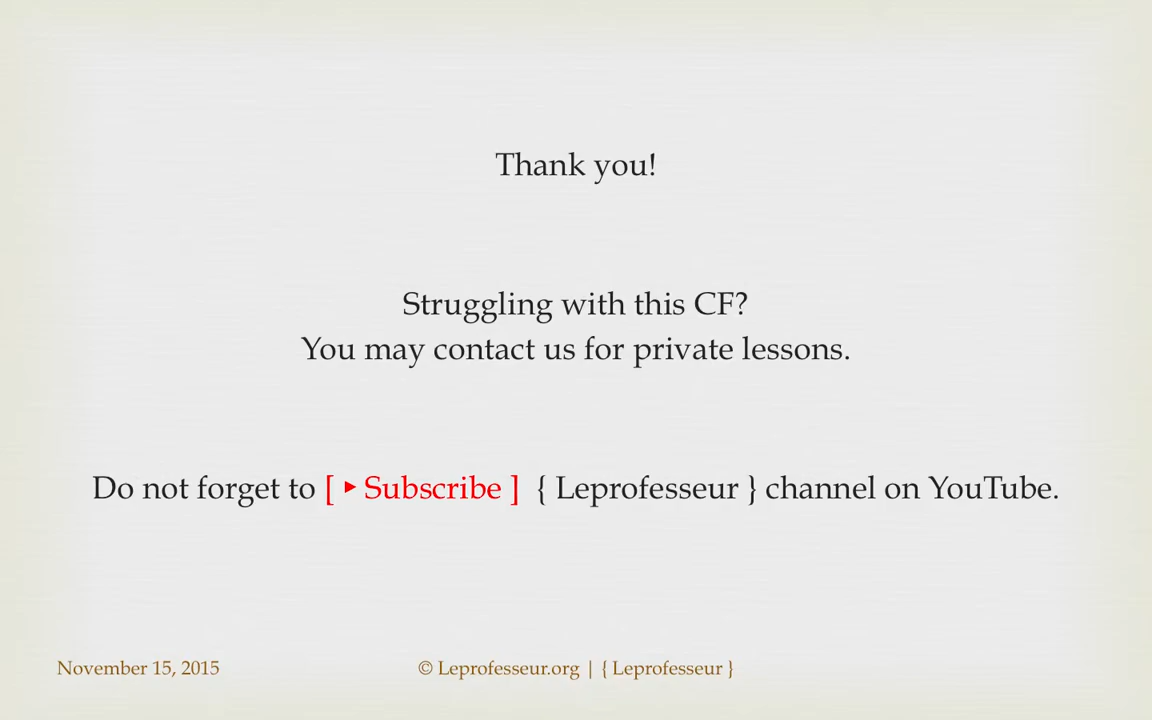 Thank you!
Struggling with this CF?
You may contact us for private lessons.
Do not forget to [ ‣ Subscribe ] { Leprofesseur } channel on YouTube.
November 15, 2015
© Leprofesseur.org | { Leprofesseur }